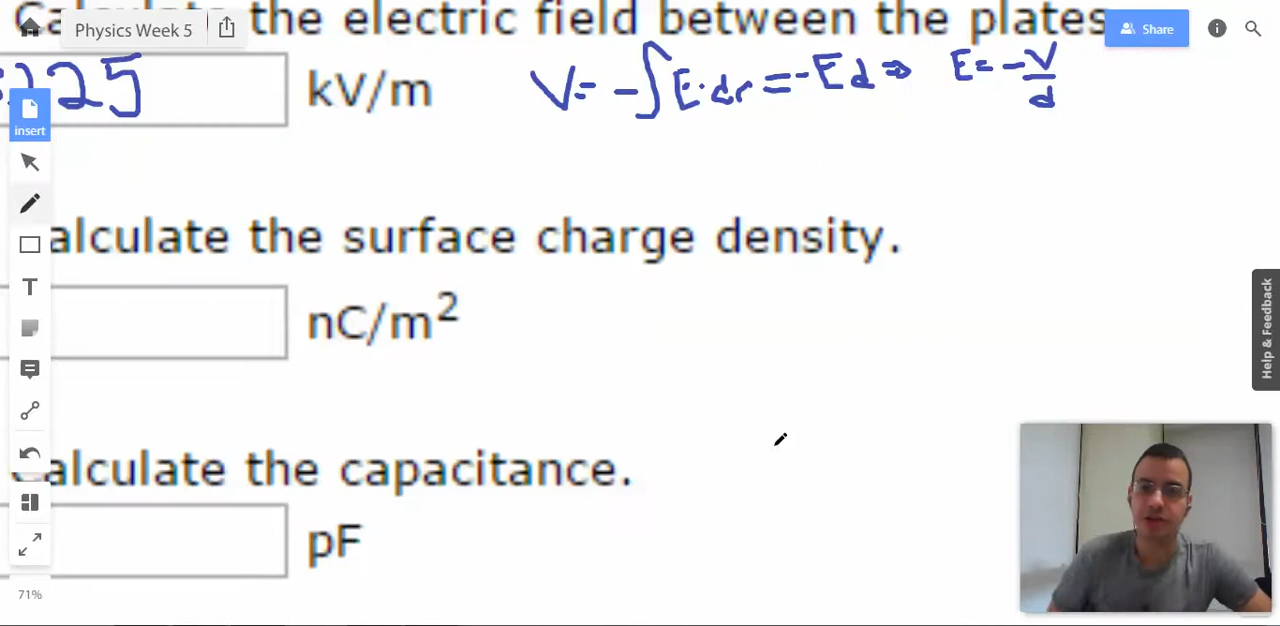 Calculate the electric field between the plates
Physics Week 5
Share
225
kV/m
V = - ∫ E · dr = - Ed ⇒ E = - V/d
insert
alculate the surface charge density.
T
nC/m²
Help & Feedback
Calculate the capacitance.
pF
71%